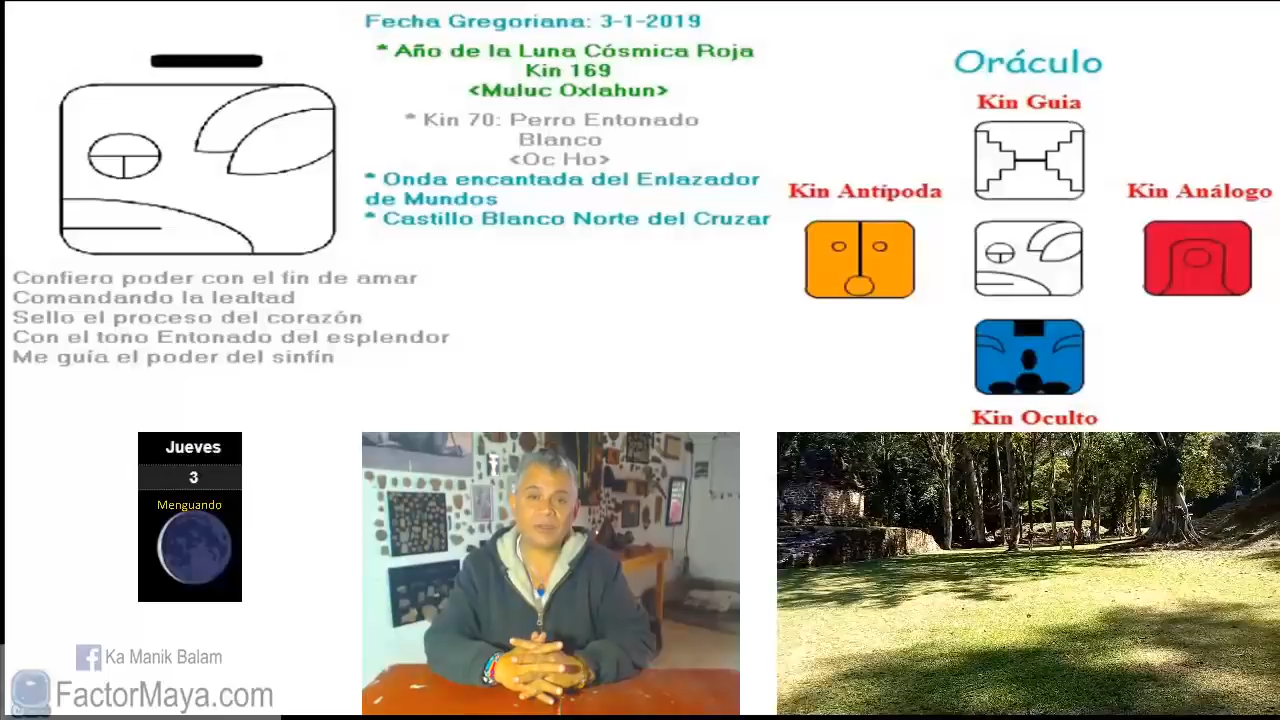 Fecha Gregoriana: 3-1-2019
* Año de la Luna Cósmica Roja
Kin 169
<Muluc Oxlahun>
* Kin 70: Perro Entonado
Blanco
<Oc Ho>
* Onda encantada del Enlazador
de Mundos
* Castillo Blanco Norte del Cruzar
Confiero poder con el fin de amar
Comandando la lealtad
Sello el proceso del corazón
Con el tono Entonado del esplendor
Me guía el poder del sinfín
Oráculo
Kin Guia
Kin Antípoda
Kin Análogo
Kin Oculto
Jueves
3
Menguando
Ka Manik Balam
FactorMaya.com